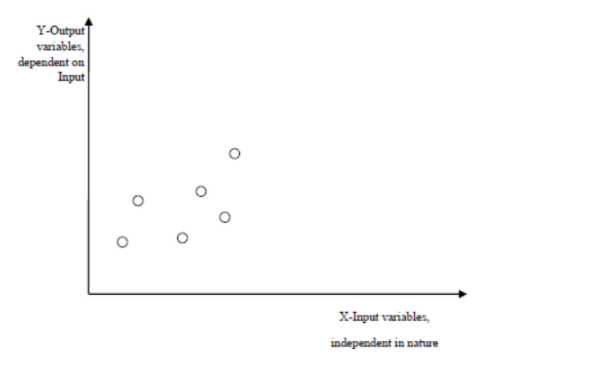 Y-Output
variables,
dependent on
Input
X-Input variables,
independent in nature